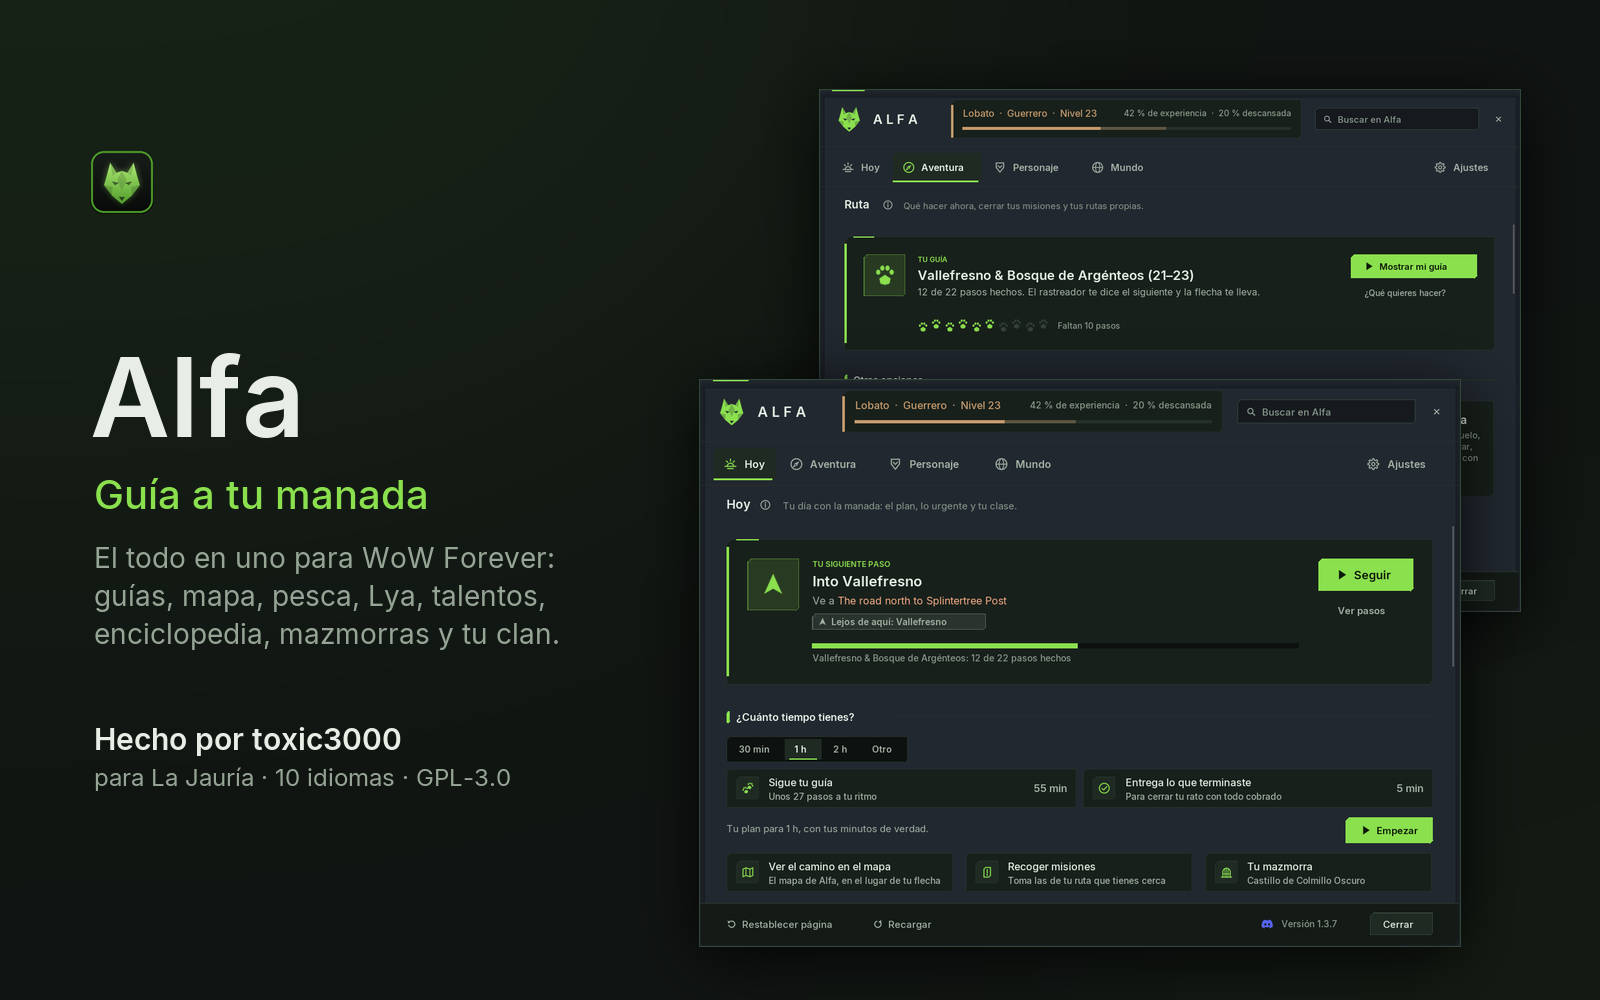 Alfa
Guía a tu manada
El todo en uno para WoW Forever:
guías, mapa, pesca, Lya, talentos,
enciclopedia, mazmorras y tu clan.
Hecho por toxic3000
para La Jauría · 10 idiomas · GPL-3.0
ALFA
Lobato · Guerrero · Nivel 23
42 % de experiencia · 20 % descansada
Buscar en Alfa
Hoy
Aventura
Personaje
Mundo
Ajustes
Ruta
Qué hacer ahora, cerrar tus misiones y tus rutas propias.
TU GUÍA
Vallefresno & Bosque de Argénteos (21–23)
12 de 22 pasos hechos. El rastreador te dice el siguiente y la flecha te lleva.
Faltan 10 pasos
Mostrar mi guía
¿Qué quieres hacer?
ALFA
Lobato · Guerrero · Nivel 23
42 % de experiencia · 20 % descansada
Buscar en Alfa
Hoy
Aventura
Personaje
Mundo
Ajustes
Hoy
Tu día con la manada: el plan, lo urgente y tu clase.
TU SIGUIENTE PASO
Into Vallefresno
Ve a The road north to Splintertree Post
Lejos de aquí: Vallefresno
Vallefresno & Bosque de Argénteos: 12 de 22 pasos hechos
Seguir
Ver pasos
¿Cuánto tiempo tienes?
30 min
1 h
2 h
Otro
Sigue tu guía
Unos 27 pasos a tu ritmo
55 min
Entrega lo que terminaste
Para cerrar tu rato con todo cobrado
5 min
Tu plan para 1 h, con tus minutos de verdad.
Empezar
Ver el camino en el mapa
El mapa de Alfa, en el lugar de tu flecha
Recoger misiones
Toma las de tu ruta que tienes cerca
Tu mazmorra
Castillo de Colmillo Oscuro
Restablecer página
Recargar
Versión 1.3.7
Cerrar